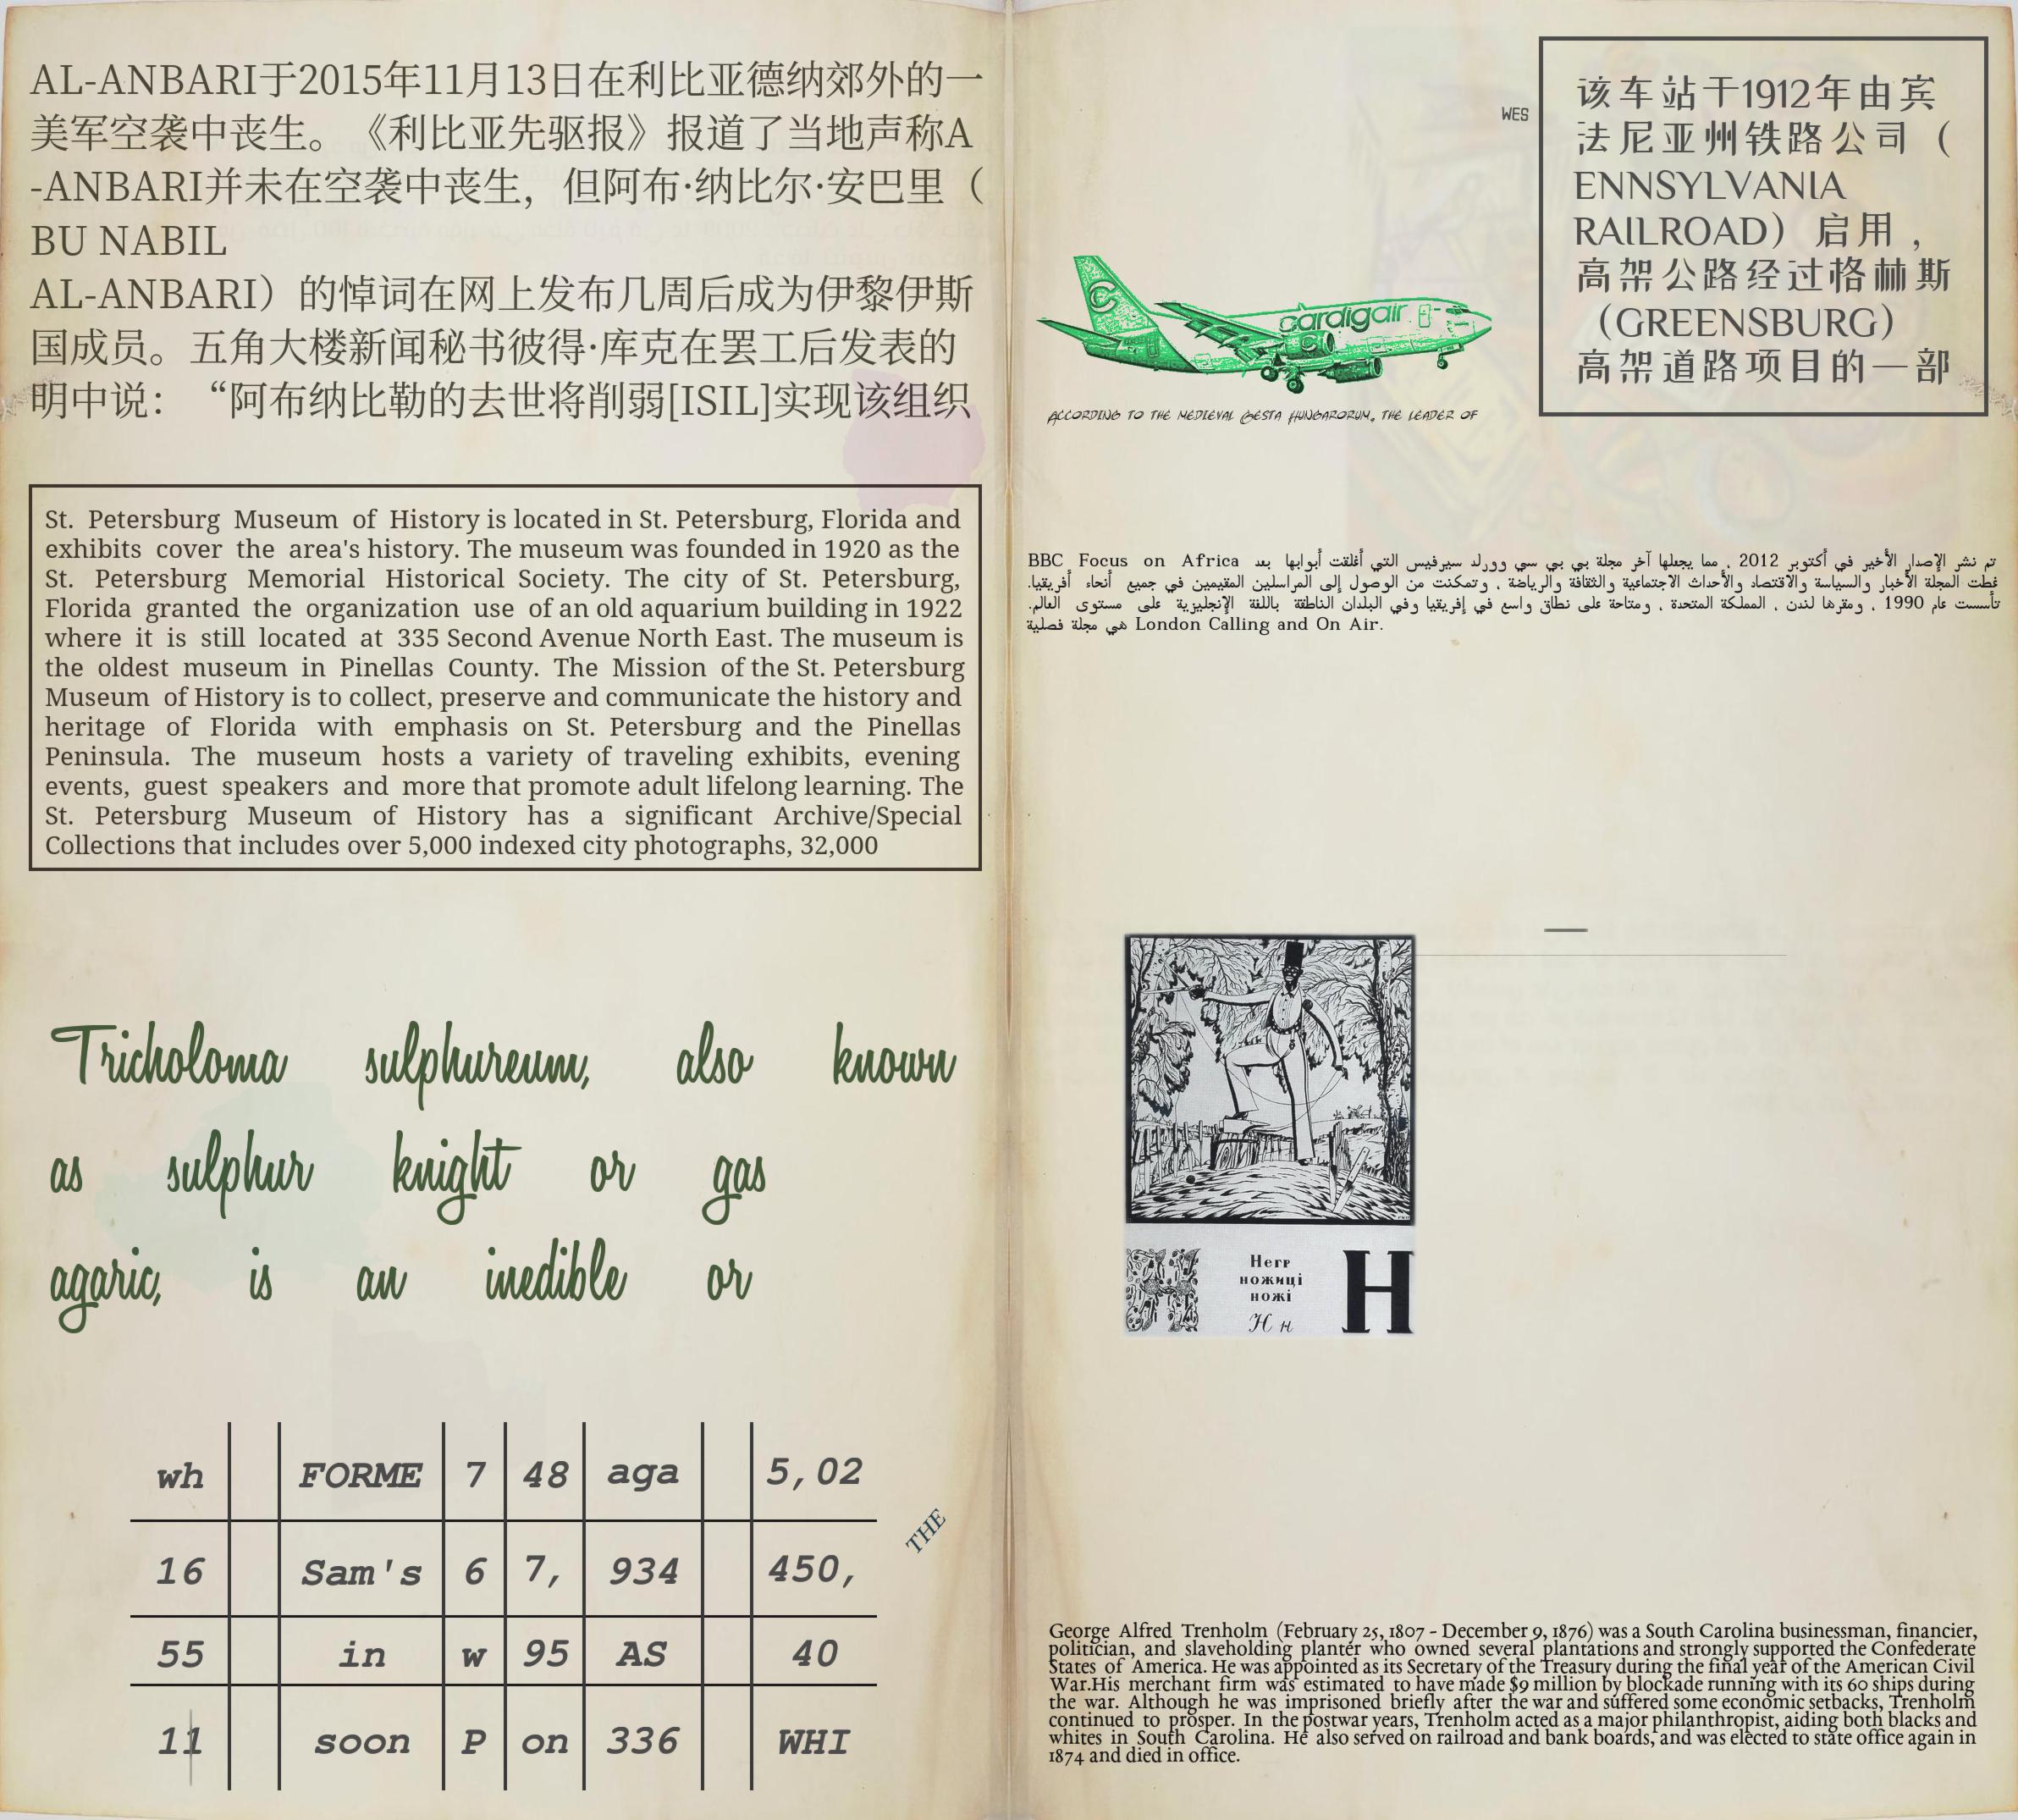 AL-ANBARI于2015年11月13日在利比亚德纳郊外的一
美军空袭中丧生。《利比亚先驱报》报道了当地声称A
-ANBARI并未在空袭中丧生，但阿布·纳比尔·安巴里（
BU NABIL
AL-ANBARI）的悼词在网上发布几周后成为伊黎伊斯
国成员。五角大楼新闻秘书彼得·库克在罢工后发表的
明中说：“阿布纳比勒的去世将削弱[ISIL]实现该组织
St. Petersburg Museum of History is located in St. Petersburg, Florida and
exhibits cover the area's history. The museum was founded in 1920 as the
St. Petersburg Memorial Historical Society. The city of St. Petersburg,
Florida granted the organization use of an old aquarium building in 1922
where it is still located at 335 Second Avenue North East. The museum is
the oldest museum in Pinellas County. The Mission of the St. Petersburg
Museum of History is to collect, preserve and communicate the history and
heritage of Florida with emphasis on St. Petersburg and the Pinellas
Peninsula. The museum hosts a variety of traveling exhibits, evening
events, guest speakers and more that promote adult lifelong learning. The
St. Petersburg Museum of History has a significant Archive/Special
Collections that includes over 5,000 indexed city photographs, 32,000
Tricholoma sulphureum, also known
as sulphur knight or gas
agaric, is an inedible or
wh FORME 7 48 aga 5,02
16 Sam's 6 7, 934 450,
55 in w 95 AS 40
11 soon P on 336 WHI
THE
WES
该车站于1912年由宾
法尼亚州铁路公司（
ENNSYLVANIA
RAILROAD）启用，
高架公路经过格林斯
（GREENSBURG）
高架道路项目的一部
C
cardigair
ACCORDING TO THE MEDIEVAL GESTA HUNGARORUM, THE LEADER OF
تم نشر الإصدار الأخير في أكتوبر 2012 ، مما يجعلها آخر مجلة بي بي سي وورلد سيرفيس التي أغلقت أبوابها بعد BBC Focus on Africa
غطت المجلة الأخبار والسياسة والاقتصاد والأحداث الاجتماعية والثقافة والرياضة ، وتمكنت من الوصول إلى المراسلين المقيمين في جميع أنحاء أفريقيا.
تأسست عام 1990 ، ومقرها لندن ، المملكة المتحدة ، ومتاحة على نطاق واسع في إفريقيا وفي البلدان الناطقة باللغة الإنجليزية على مستوى العالم.
هي مجلة فصلية London Calling and On Air.
Негр
ножиці
ножі
Н н
Н
George Alfred Trenholm (February 25, 1807 - December 9, 1876) was a South Carolina businessman, financier,
politician, and slaveholding planter who owned several plantations and strongly supported the Confederate
States of America. He was appointed as its Secretary of the Treasury during the final year of the American Civil
War.His merchant firm was estimated to have made $9 million by blockade running with its 60 ships during
the war. Although he was imprisoned briefly after the war and suffered some economic setbacks, Trenholm
continued to prosper. In the postwar years, Trenholm acted as a major philanthropist, aiding both blacks and
whites in South Carolina. He also served on railroad and bank boards, and was elected to state office again in
1874 and died in office.